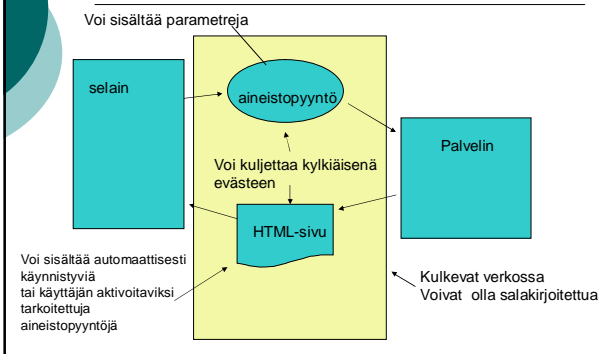 Voi sisältää parametreja
selain
aineistopyyntö
Palvelin
Voi kuljettaa kylkiäisenä
evästeen
HTML-sivu
Voi sisältää automaattisesti
käynnistyviä
tai käyttäjän aktivoitaviksi
tarkoitettuja
aineistopyyntöjä
Kulkevat verkossa
Voivat olla salakirjoitettua